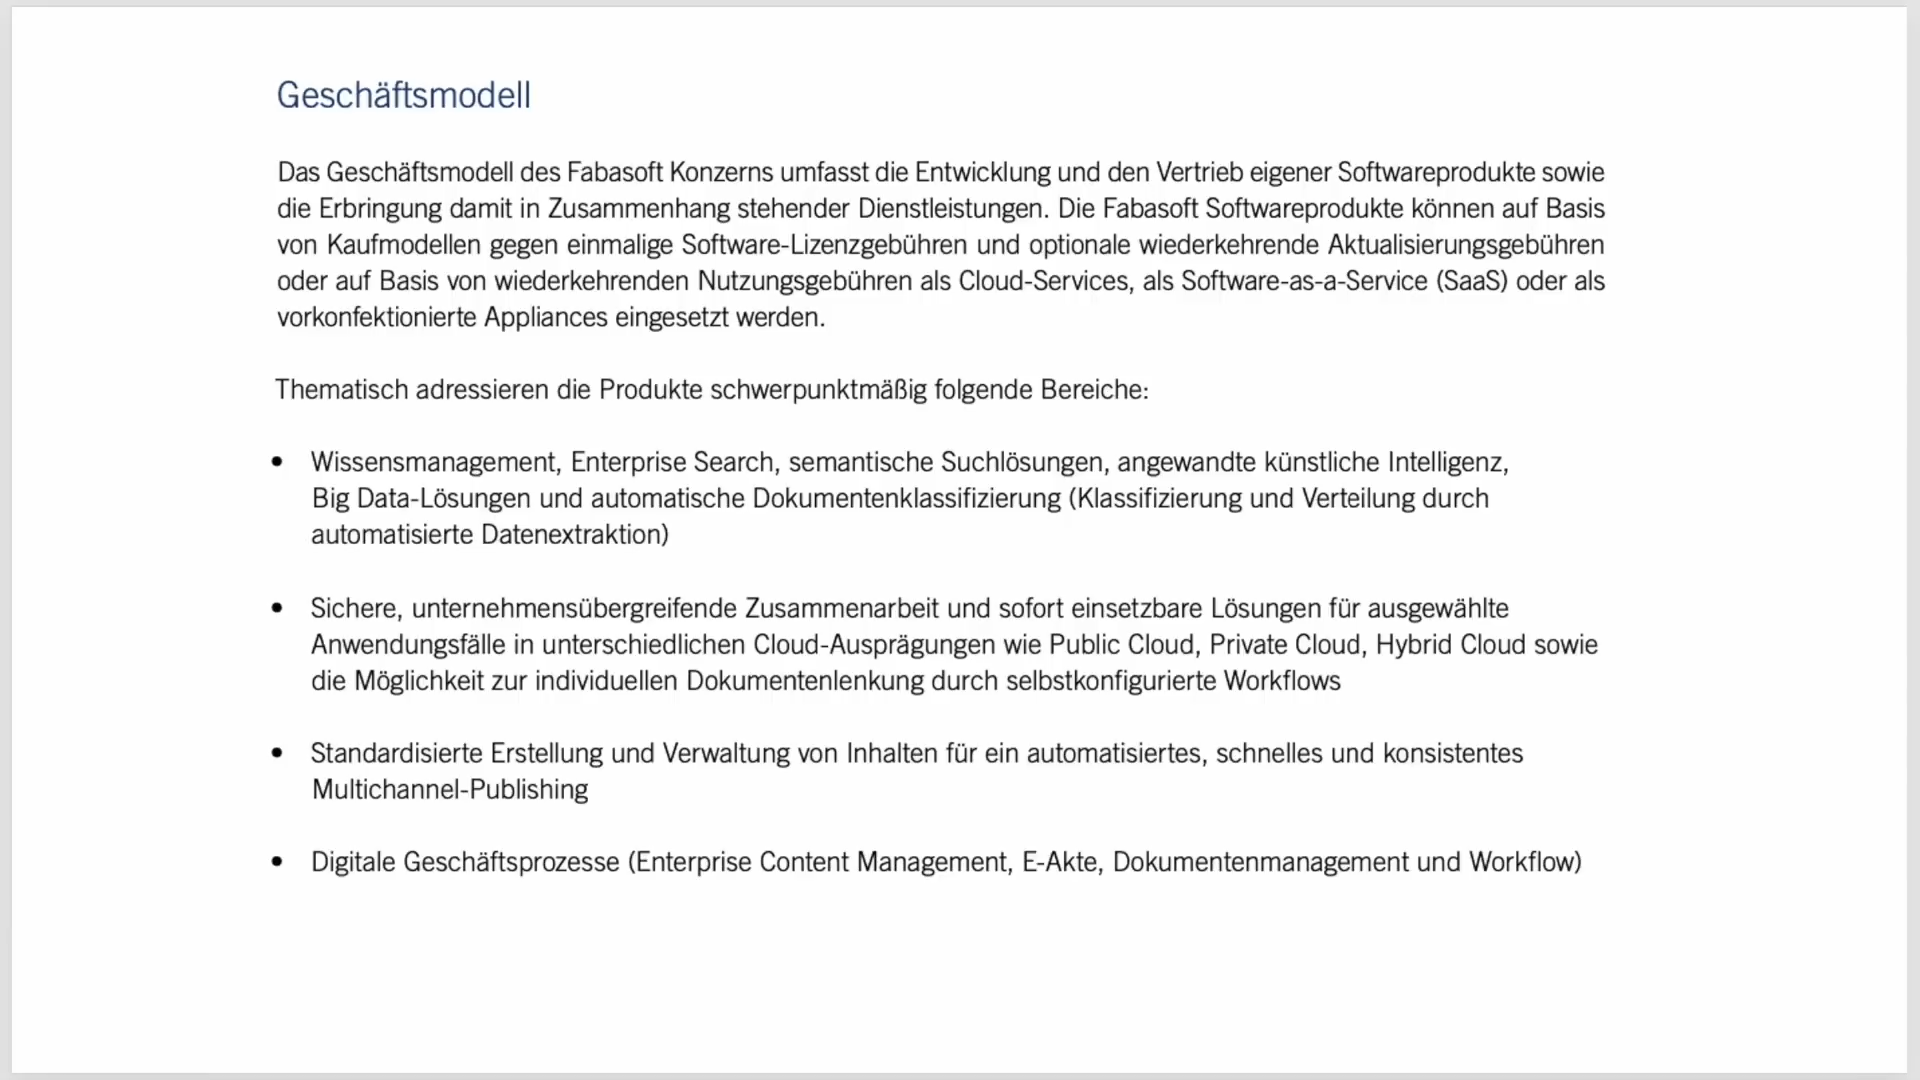 Geschäftsmodell
Das Geschäftsmodell des Fabasoft Konzerns umfasst die Entwicklung und den Vertrieb eigener Softwareprodukte sowie
die Erbringung damit in Zusammenhang stehender Dienstleistungen. Die Fabasoft Softwareprodukte können auf Basis
von Kaufmodellen gegen einmalige Software-Lizenzgebühren und optionale wiederkehrende Aktualisierungsgebühren
oder auf Basis von wiederkehrenden Nutzungsgebühren als Cloud-Services, als Software-as-a-Service (SaaS) oder als
vorkonfektionierte Appliances eingesetzt werden.
Thematisch adressieren die Produkte schwerpunktmäßig folgende Bereiche:
• Wissensmanagement, Enterprise Search, semantische Suchlösungen, angewandte künstliche Intelligenz,
Big Data-Lösungen und automatische Dokumentenklassifizierung (Klassifizierung und Verteilung durch
automatisierte Datenextraktion)
• Sichere, unternehmensübergreifende Zusammenarbeit und sofort einsetzbare Lösungen für ausgewählte
Anwendungsfälle in unterschiedlichen Cloud-Ausprägungen wie Public Cloud, Private Cloud, Hybrid Cloud sowie
die Möglichkeit zur individuellen Dokumentenlenkung durch selbstkonfigurierte Workflows
• Standardisierte Erstellung und Verwaltung von Inhalten für ein automatisiertes, schnelles und konsistentes
Multichannel-Publishing
• Digitale Geschäftsprozesse (Enterprise Content Management, E-Akte, Dokumentenmanagement und Workflow)